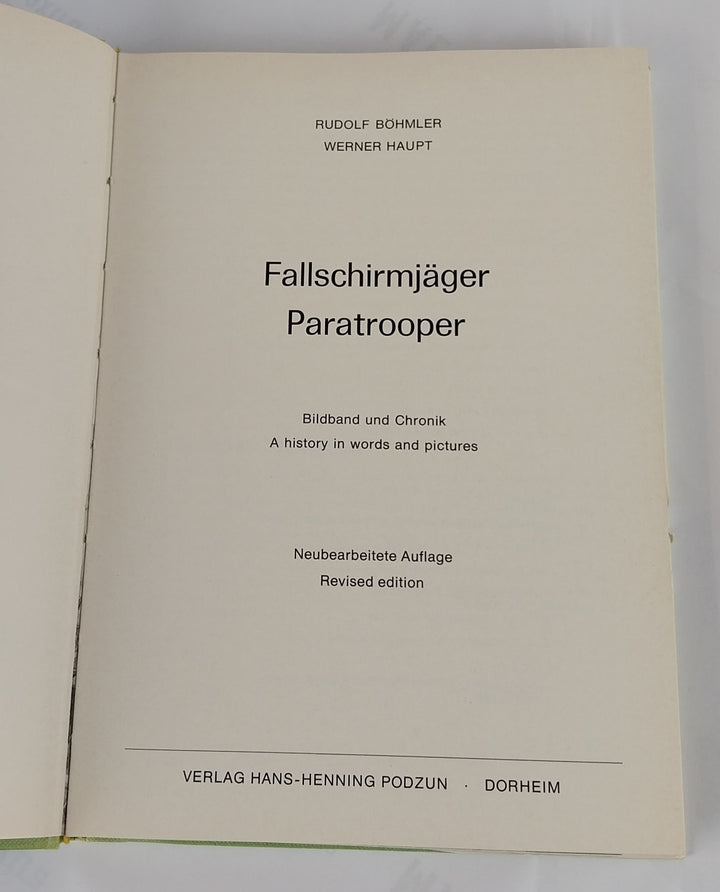 RUDOLF BÖHMLER
WERNER HAUPT
Fallschirmjäger
Paratrooper
Bildband und Chronik
A history in words and pictures
Neubearbeitete Auflage
Revised edition
VERLAG HANS-HENNING PODZUN · DORHEIM